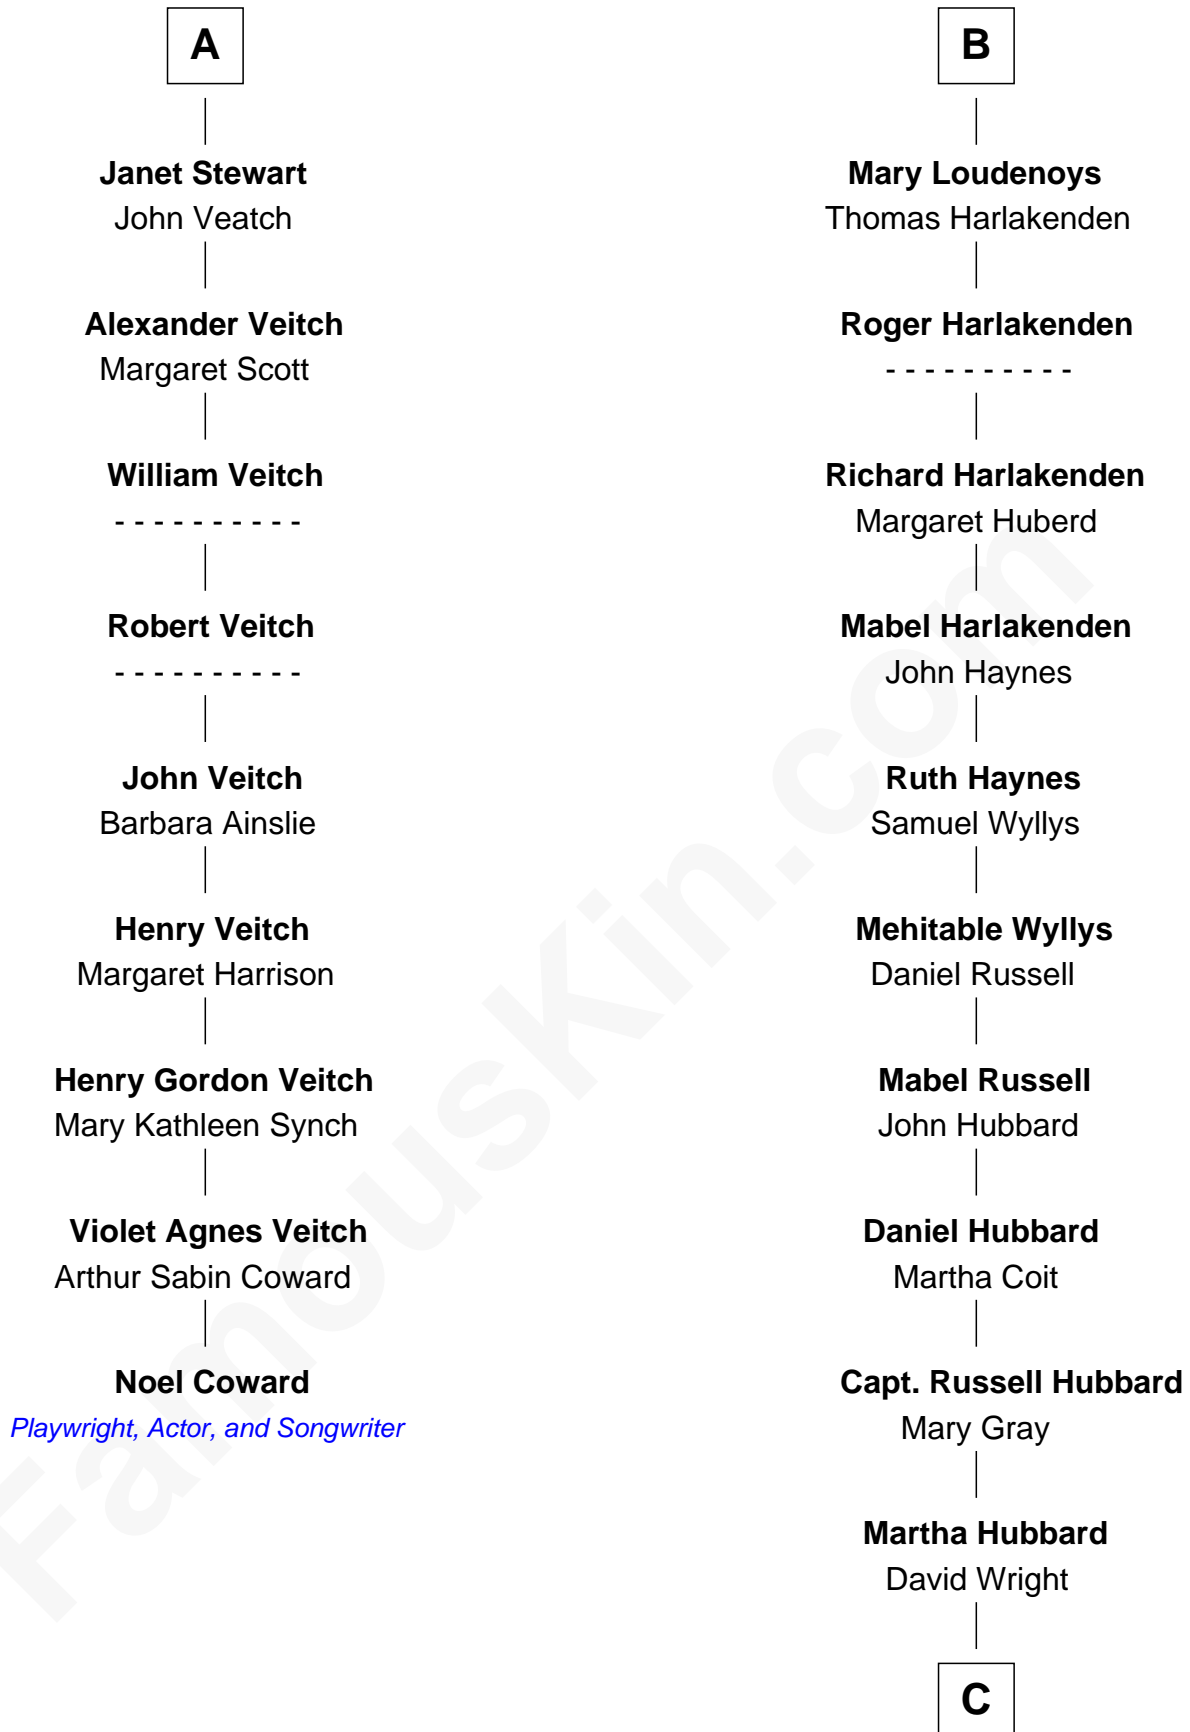 A
Janet Stewart
John Veatch
Alexander Veitch
Margaret Scott
William Veitch
- - - - - - - - - -
Robert Veitch
- - - - - - - - - -
John Veitch
Barbara Ainslie
Henry Veitch
Margaret Harrison
Henry Gordon Veitch
Mary Kathleen Synch
Violet Agnes Veitch
Arthur Sabin Coward
Noel Coward
Playwright, Actor, and Songwriter
B
Mary Loudenoys
Thomas Harlakenden
Roger Harlakenden
- - - - - - - - - -
Richard Harlakenden
Margaret Huberd
Mabel Harlakenden
John Haynes
Ruth Haynes
Samuel Wyllys
Mehitable Wyllys
Daniel Russell
Mabel Russell
John Hubbard
Daniel Hubbard
Martha Coit
Capt. Russell Hubbard
Mary Gray
Martha Hubbard
David Wright
C
FamousKin.com